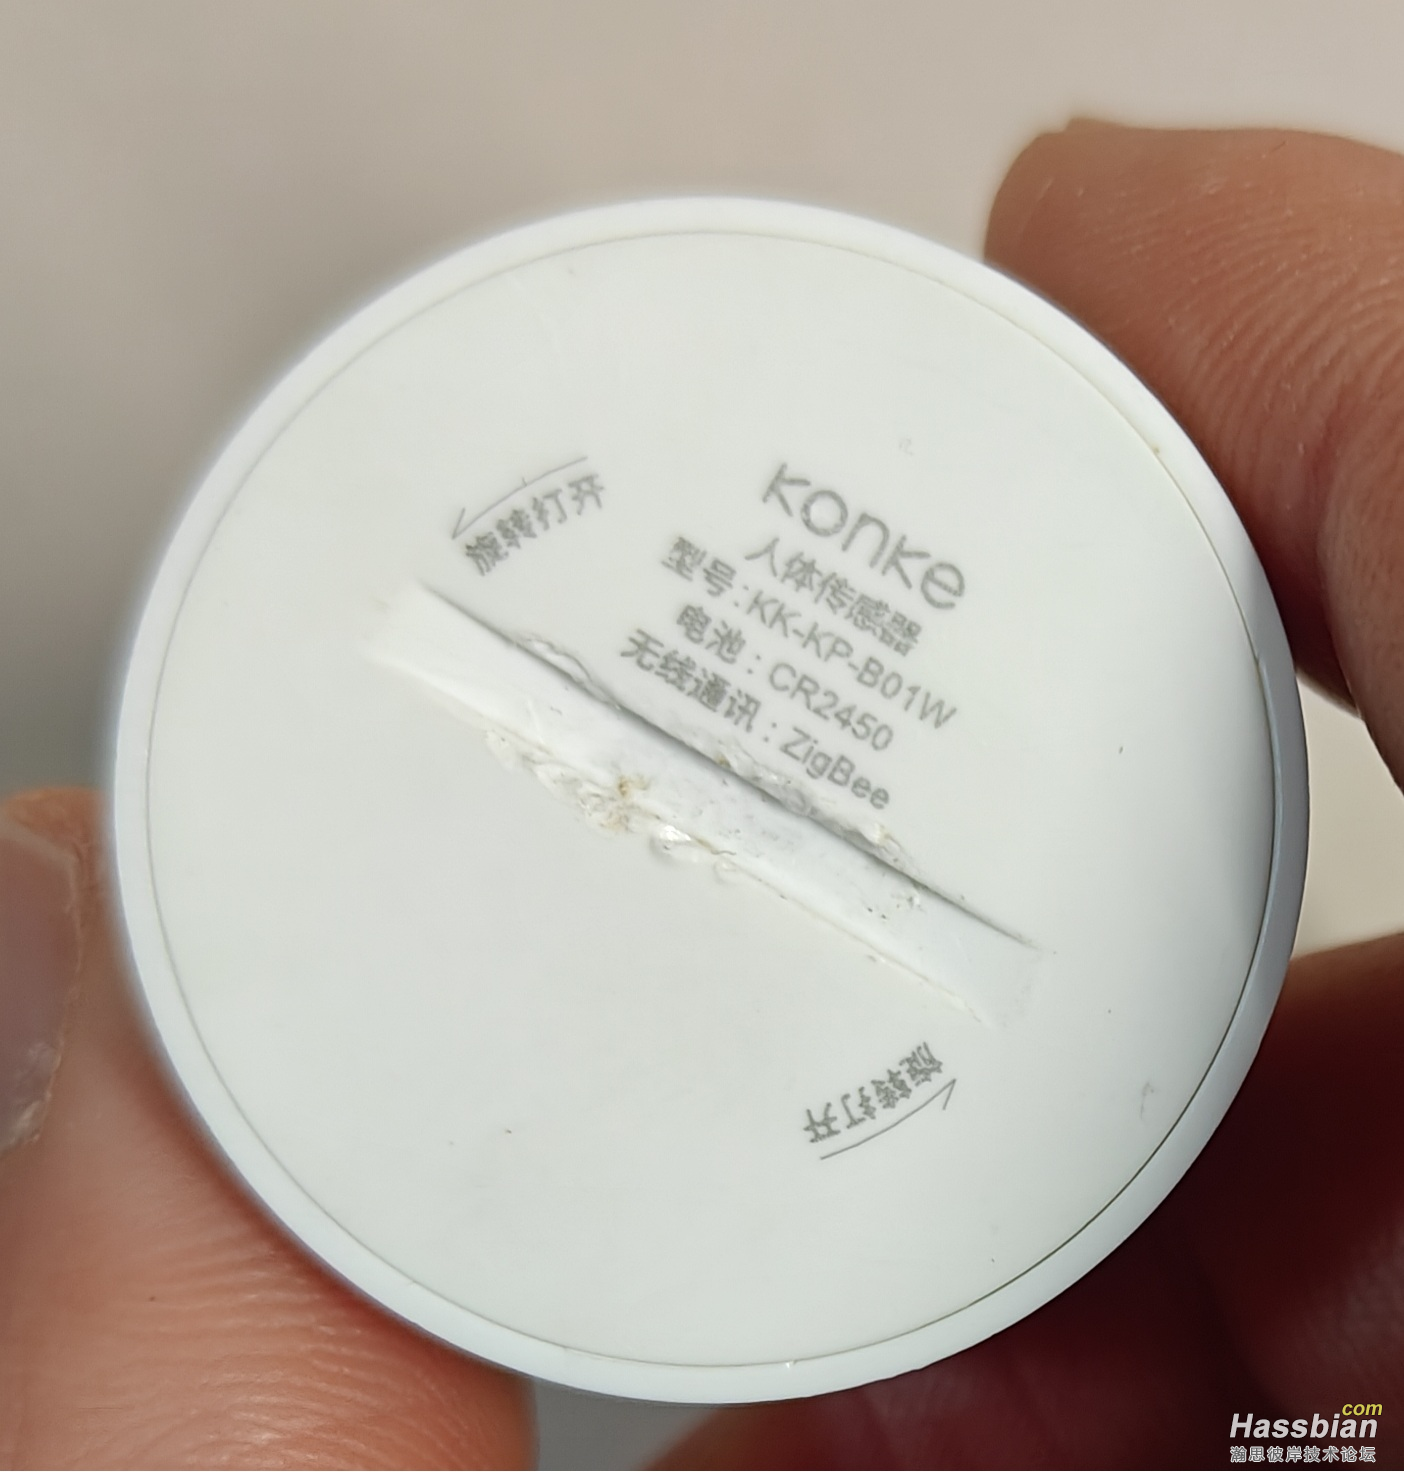 konke
人体传感器
型号:KK-KP-B01W
电池：CR2450
无线通讯：ZigBee
旋转打开
旋转打开
Hassbian
com
瀚思彼岸技术论坛